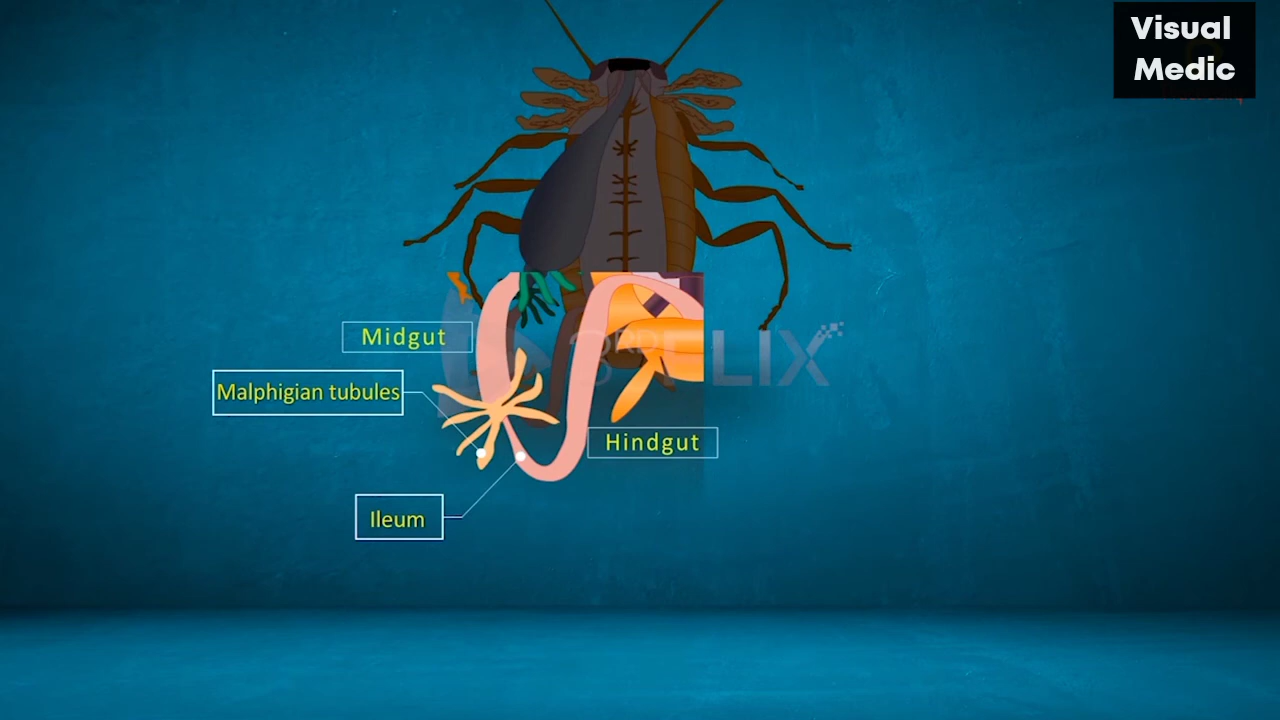 Visual
Medic
Midgut
Malphigian tubules
Hindgut
Ileum